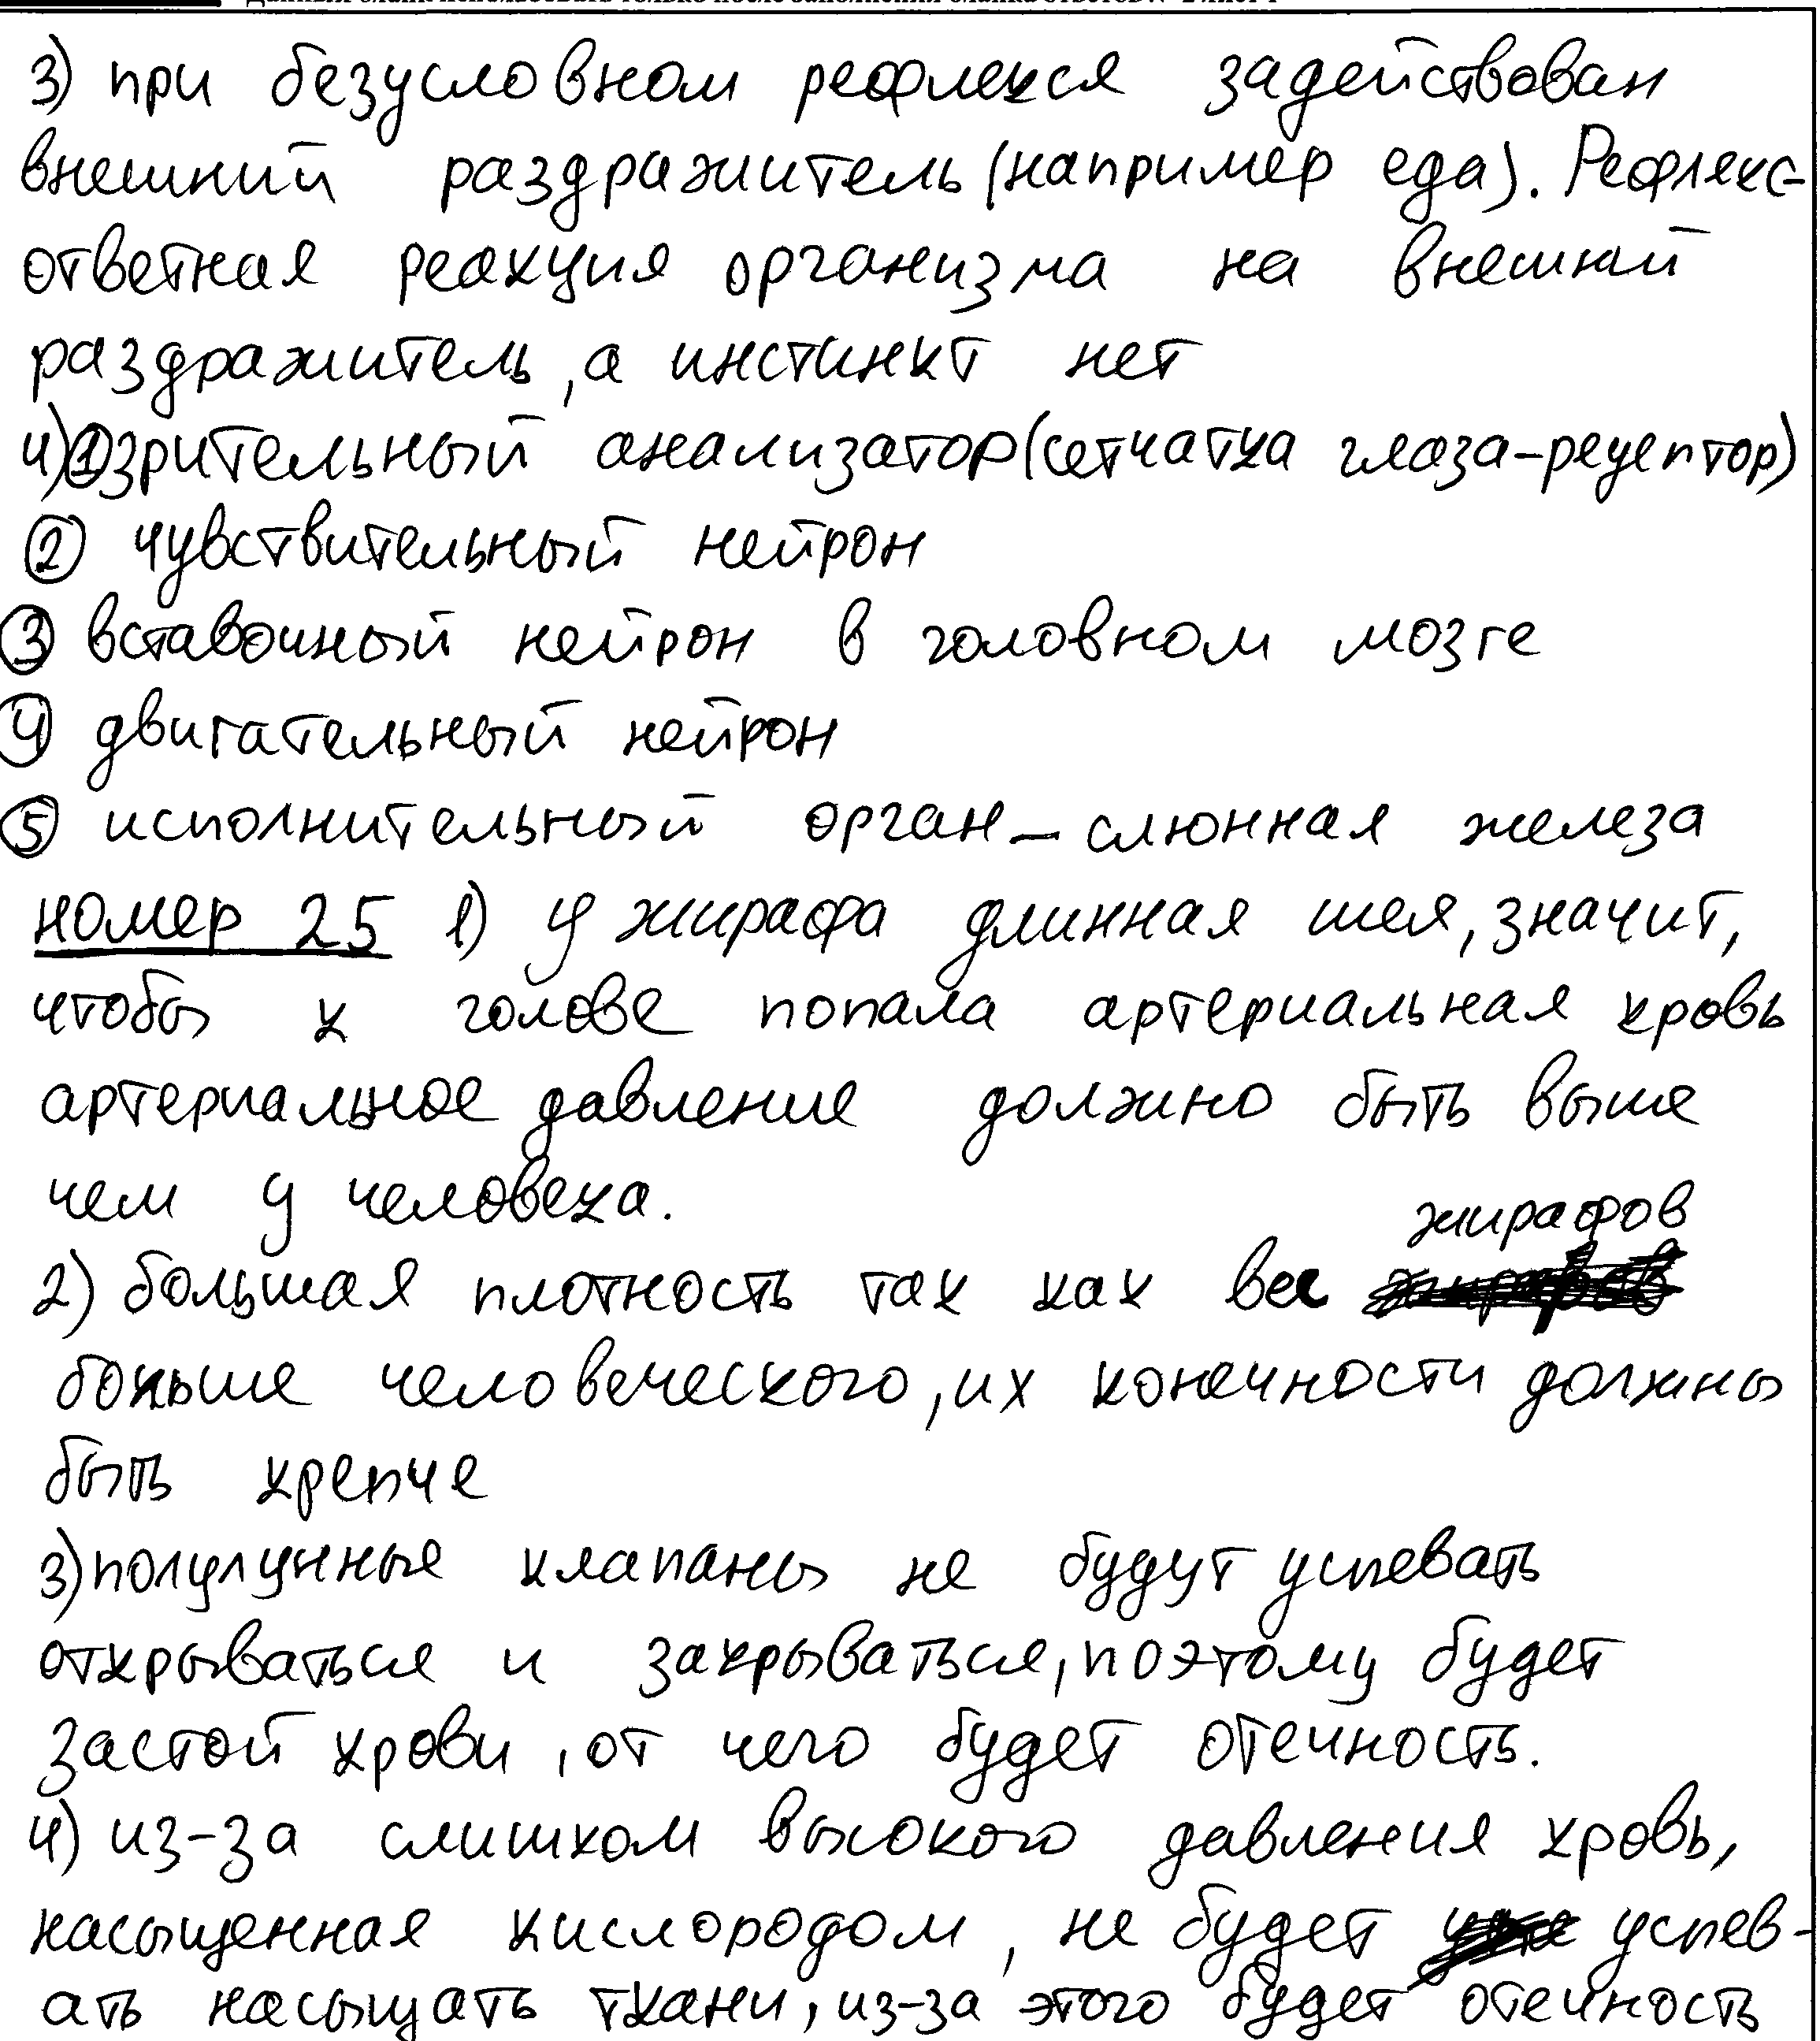 3) при безусловном рефлекся задействован
внешний раздражитель (например еда). Рефлекс-
ответная реакция организма на внешний
раздражитель, а инстинкт нет
4) ① зрительный анализатор (сетчатка глаза-рецептор)
② чувствительный нейрон
③ вставочный нейрон в головном мозге
④ двигательный нейрон
⑤ исполнительный орган – слюнная железа
номер 25 1) у жирафа длинная шея, значит,
чтобы к голове попала артериальная кровь
артериальное давление должно быть выше
чем у человека.
жирафов
2) большая плотность так как вес
больше человеческого, их конечности должны
быть крепче
3) полулунные клапаны не будут успевать
открываться и закрываться, поэтому будет
застой крови, от чего будет отечность.
4) из-за слишком высокого давления кровь,
насыщенная кислородом, не будет успев-
ать насыщать ткани, из-за этого будет отечность